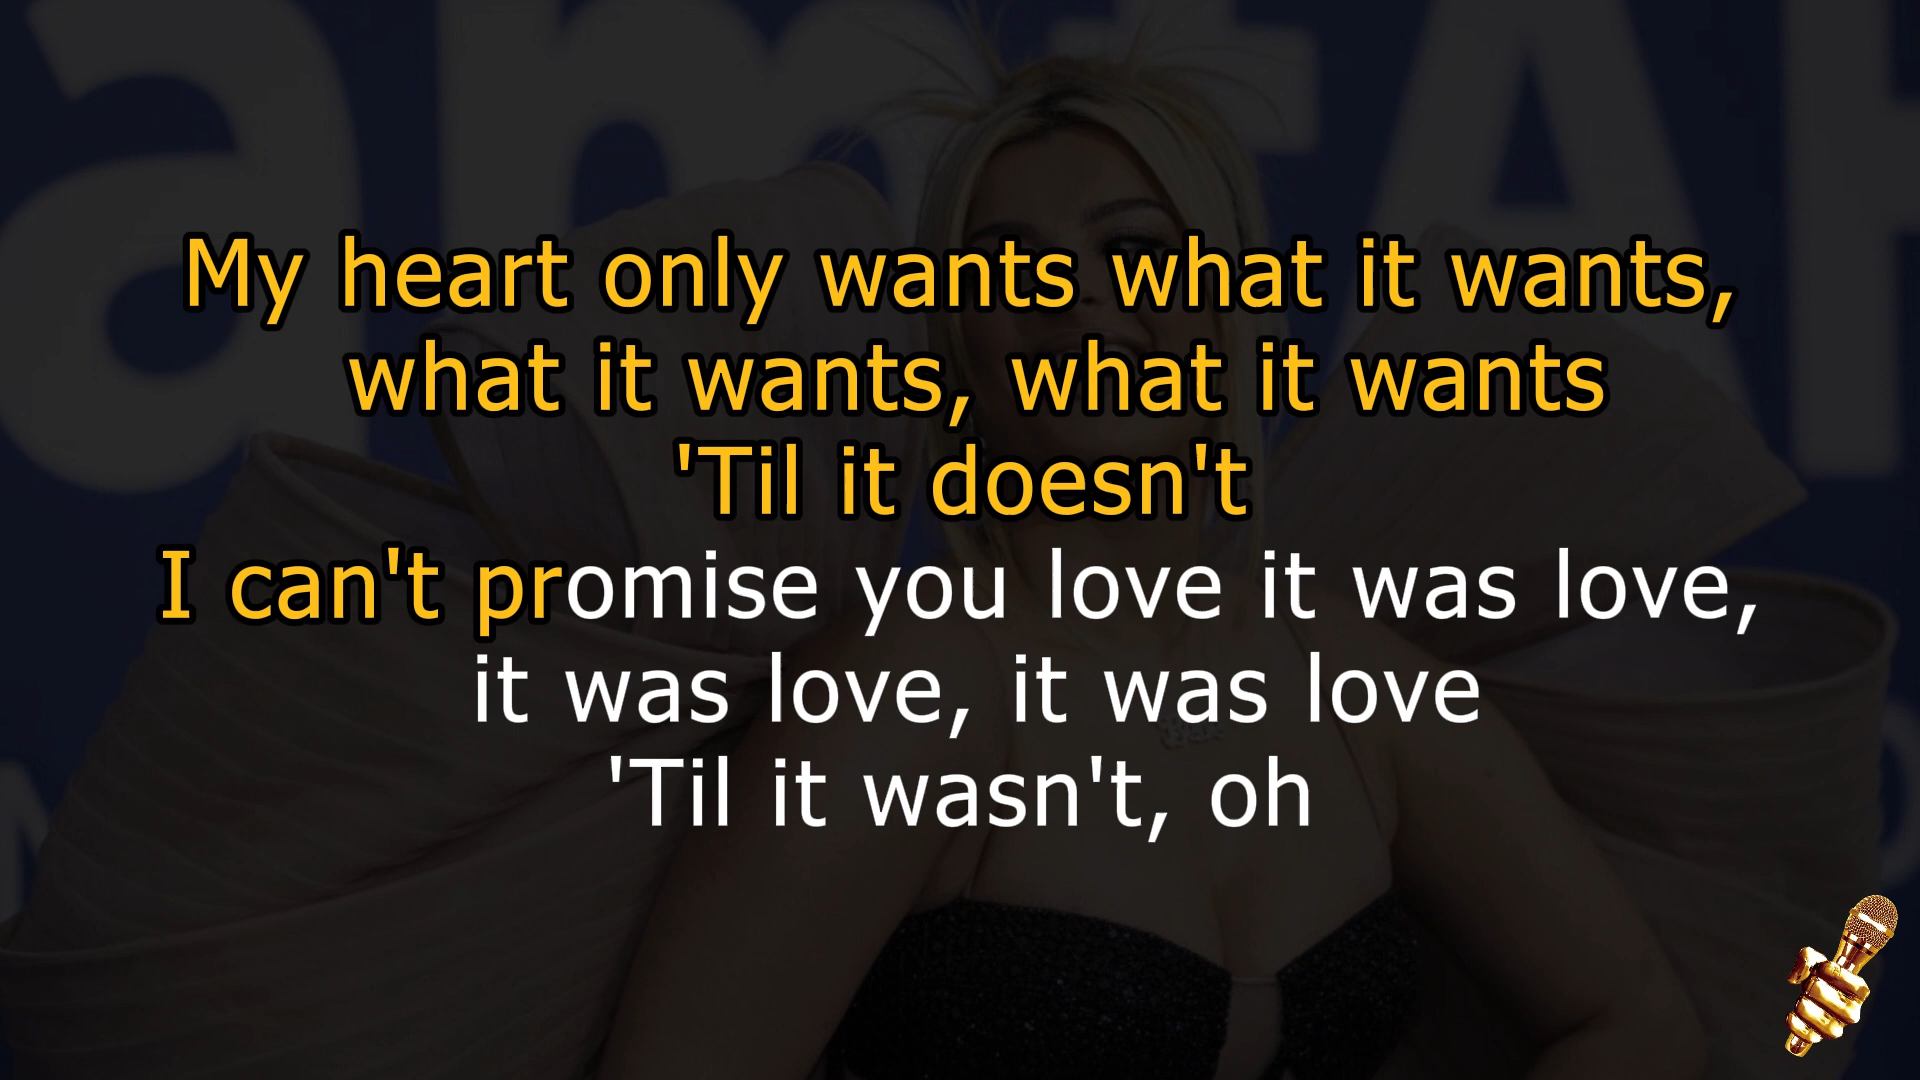 amfAR
My heart only wants what it wants,
what it wants, what it wants
'Til it doesn't
I can't promise you love it was love,
it was love, it was love
'Til it wasn't, oh